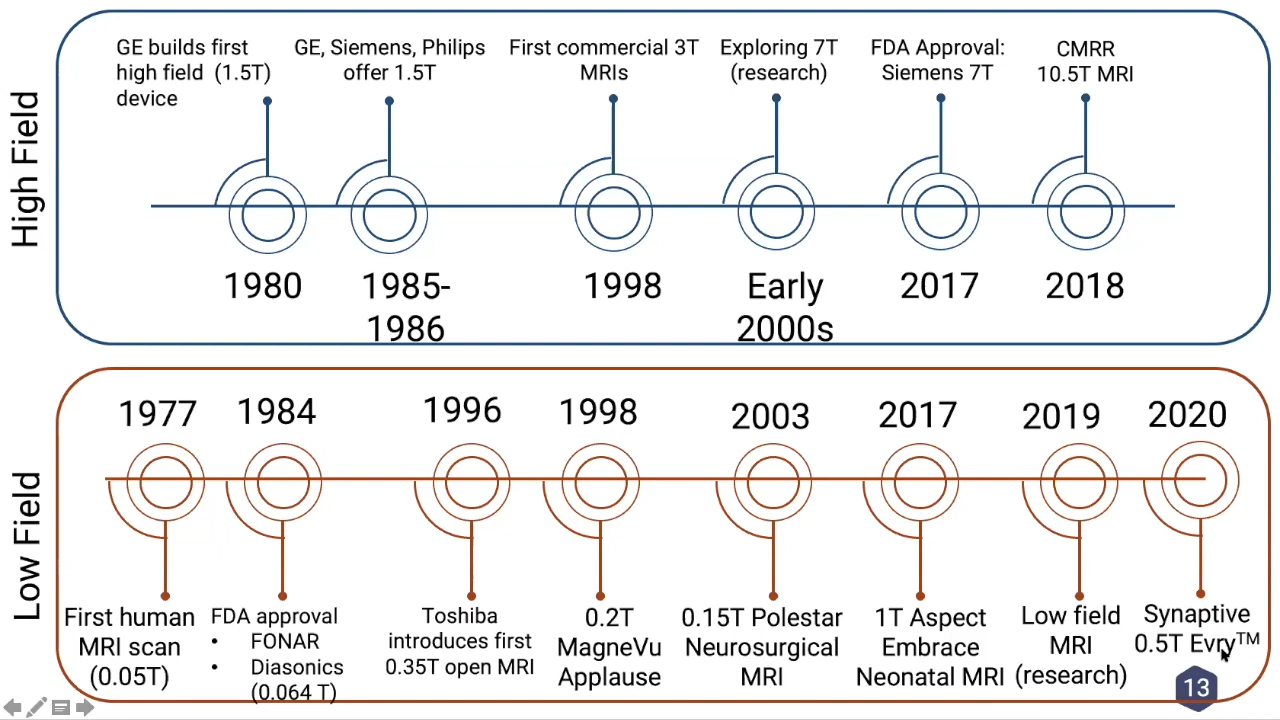 High Field
GE builds first
high field (1.5T)
device
GE, Siemens, Philips
offer 1.5T
First commercial 3T
MRIs
Exploring 7T
(research)
FDA Approval:
Siemens 7T
CMRR
10.5T MRI
1980
1985-
1986
1998
Early
2000s
2017
2018
Low Field
1977
1984
1996
1998
2003
2017
2019
2020
First human
MRI scan
(0.05T)
FDA approval
• FONAR
• Diasonics
(0.064 T)
Toshiba
introduces first
0.35T open MRI
0.2T
MagneVu
Applause
0.15T Polestar
Neurosurgical
MRI
1T Aspect
Embrace
Neonatal MRI
Low field
MRI
(research)
Synaptive
0.5T Evry™
13